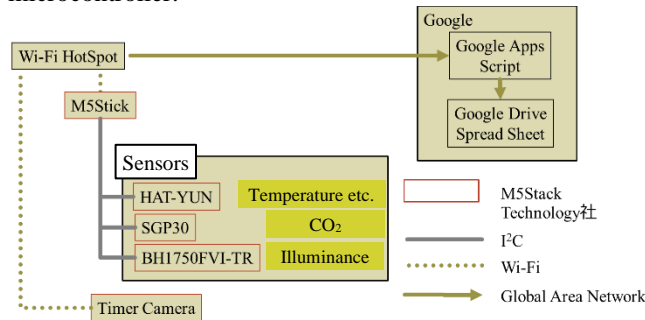 microcontroller.
Google
Google Apps
Script
Google Drive
Spread Sheet
Wi-Fi HotSpot
M5Stick
Sensors
HAT-YUN
Temperature etc.
SGP30
CO₂
BH1750FVI-TR
Illuminance
Timer Camera
M5Stack
Technology社
I²C
Wi-Fi
Global Area Network